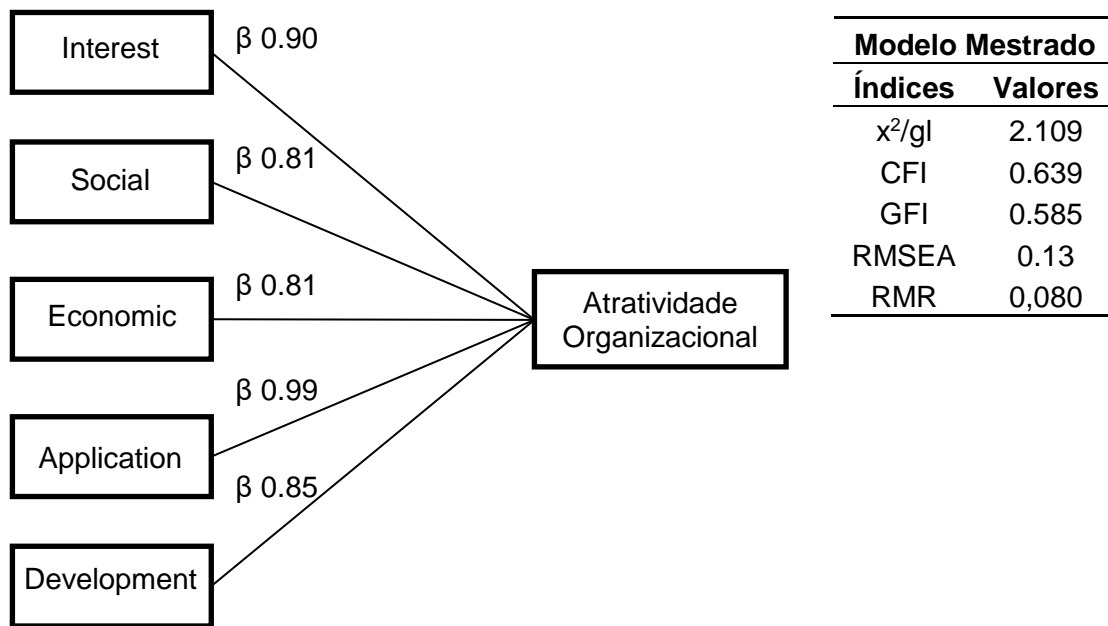 Interest
β 0.90
Social
β 0.81
Economic
β 0.81
Application
β 0.99
Development
β 0.85
Atratividade
Organizacional
Modelo Mestrado
Índices Valores
x²/gl 2.109
CFI 0.639
GFI 0.585
RMSEA 0.13
RMR 0,080